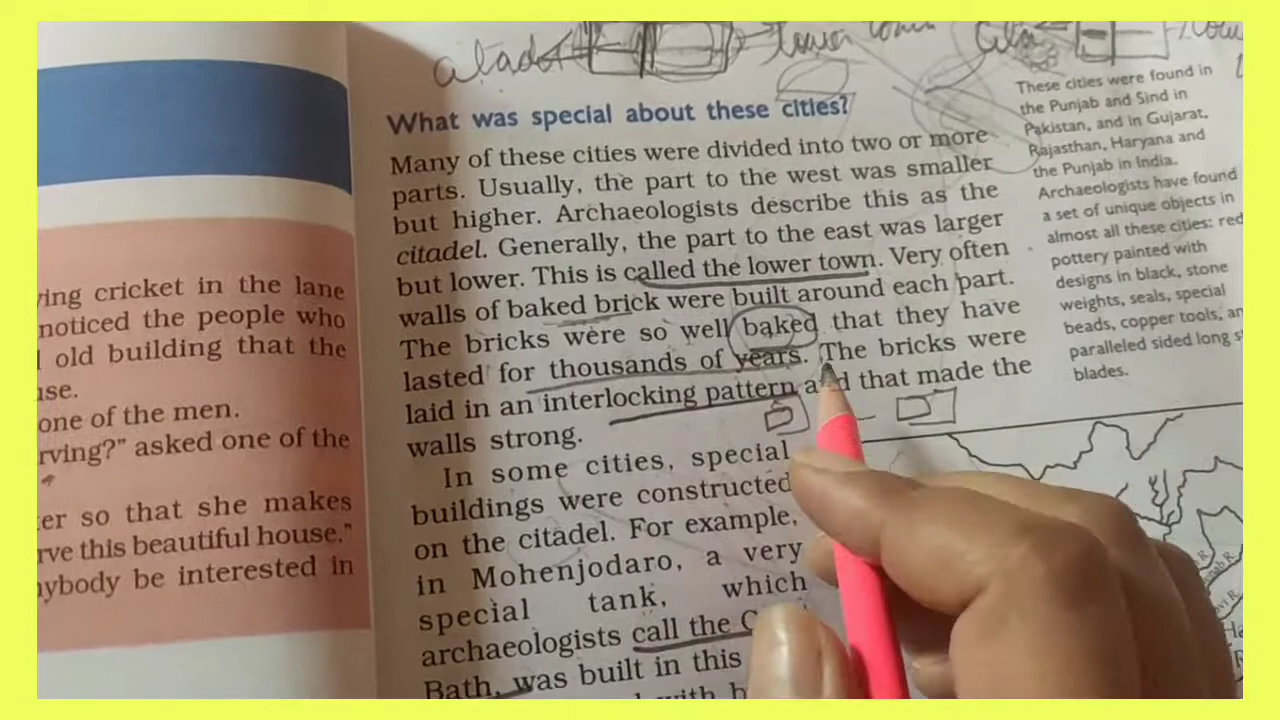 ying cricket in the lane
noticed the people who
old building that the
use.
one of the men.
rving?" asked one of the
er so that she makes
rve this beautiful house."
nybody be interested in
lower town
What was special about these cities?
Many of these cities were divided into two or more
parts. Usually, the part to the west was smaller
but higher. Archaeologists describe this as the
citadel. Generally, the part to the east was larger
but lower. This is called the lower town. Very often
walls of baked brick were built around each part.
The bricks were so well baked that they have
lasted for thousands of years. The bricks were
laid in an interlocking pattern and that made the
walls strong.
In some cities, special
buildings were constructed
on the citadel. For example,
in Mohenjodaro, a very
special tank, which
archaeologists call the
Bath, was built in this
These cities were found in
the Punjab and Sind in
Pakistan, and in Gujarat,
Rajasthan, Haryana and
the Punjab in India.
Archaeologists have found
a set of unique objects in
almost all these cities: red
pottery painted with
designs in black, stone
weights, seals, special
beads, copper tools, an
paralleled sided long s
blades.